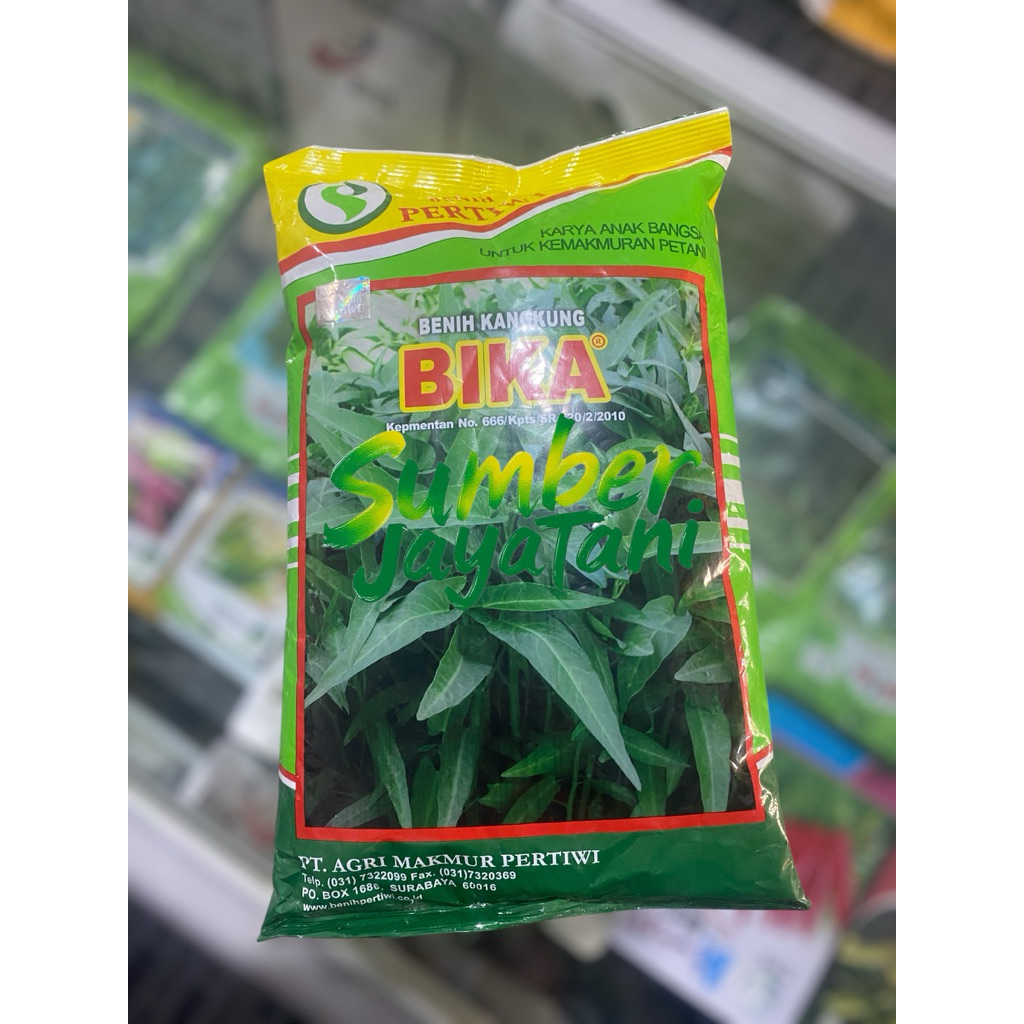 BENIH
PERTIWI
KARYA ANAK BANGSA
UNTUK KEMAKMURAN PETANI
BENIH KANGKUNG
BIKA®
Kepmentan No. 666/Kpts/SR.120/2/2010
Sumber
JayaTani
PT. AGRI MAKMUR PERTIWI
Telp. (031) 7322099 Fax. (031)7320369
PO. BOX 1686, SURABAYA 60016
www.benihpertiwi.co.id